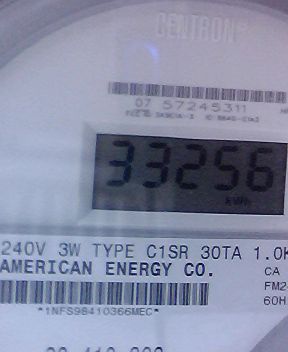 CENTRON®
07 57245311
33256
kWh
240V 3W TYPE C1SR 30TA 1.0K
AMERICAN ENERGY CO.
CA
FM2
60H
*1NFS98410366MEC*